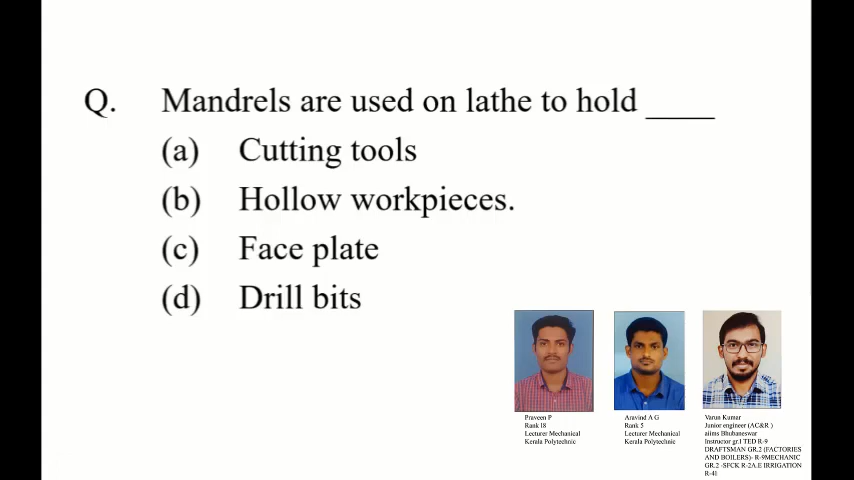 Q. Mandrels are used on lathe to hold ____
(a) Cutting tools
(b) Hollow workpieces.
(c) Face plate
(d) Drill bits
Praveen P
Rank 18
Lecturer Mechanical
Kerala Polytechnic
Aravind A G
Rank 5
Lecturer Mechanical
Kerala Polytechnic
Varun Kumar
Junior engineer (AC&R )
aiims Bhubaneswar
Instructor gr.1 TED R-9
DRAFTSMAN GR.2 (FACTORIES
AND BOILERS)- R-9MECHANIC
GR.2 -SFCK R-2A.E IRRIGATION
R-41